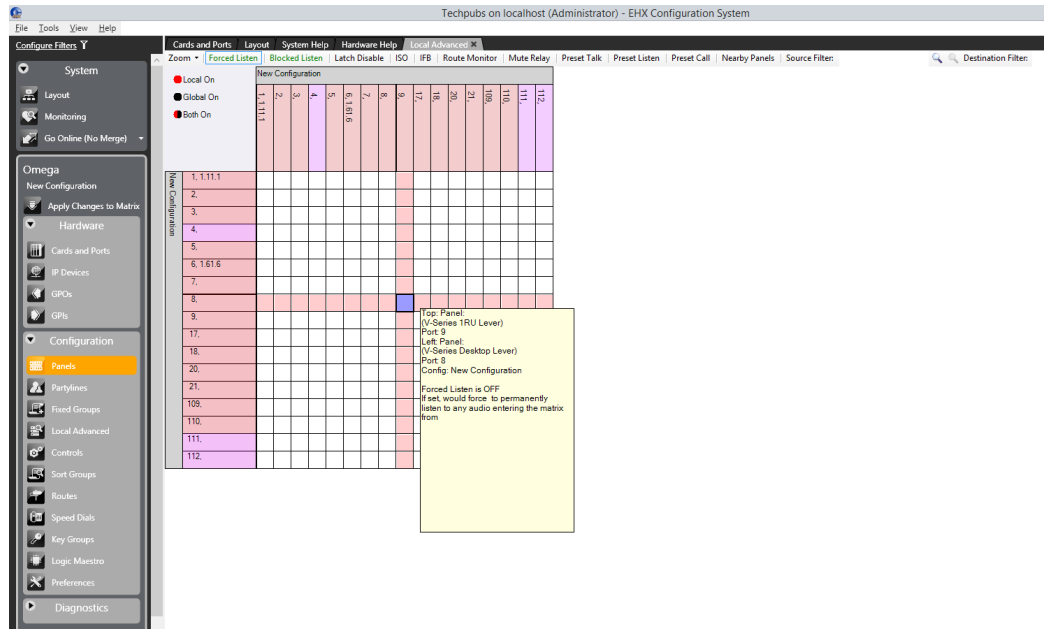 Techpubs on localhost (Administrator) - EHX Configuration System
File Tools View Help
Configure Filters
Cards and Ports Layout System Help Hardware Help Local Advanced
Zoom Forced Listen Blocked Listen Latch Disable ISO IFB Route Monitor Mute Relay Preset Talk Preset Listen Preset Call Nearby Panels Source Filter: Destination Filter:
System
Layout
Monitoring
Go Online (No Merge)
Omega
New Configuration
Apply Changes to Matrix
Hardware
Cards and Ports
IP Devices
GPOs
GPIs
Configuration
Panels
Partylines
Fixed Groups
Local Advanced
Controls
Sort Groups
Routes
Speed Dials
Key Groups
Logic Maestro
Preferences
Diagnostics
Local On
Global On
Both On
New Configuration
1, 1.11.1
2,
3,
4,
5,
6, 1.61.6
7,
8,
9,
17,
18,
20,
21,
109,
110,
111,
112,
New Configuration
1, 1.11.1
2,
3,
4,
5,
6, 1.61.6
7,
8,
9,
17,
18,
20,
21,
109,
110,
111,
112,
Top: Panel:
(V-Series 1RU Lever)
Port: 9
Left: Panel:
(V-Series Desktop Lever)
Port: 8
Config: New Configuration
Forced Listen is OFF
If set, would force to permanently
listen to any audio entering the matrix
from